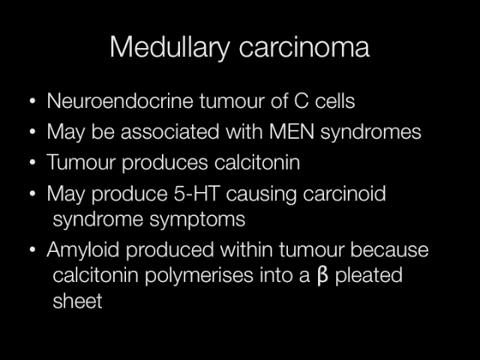 Medullary carcinoma
• Neuroendocrine tumour of C cells
• May be associated with MEN syndromes
• Tumour produces calcitonin
• May produce 5-HT causing carcinoid
syndrome symptoms
• Amyloid produced within tumour because
calcitonin polymerises into a β pleated
sheet